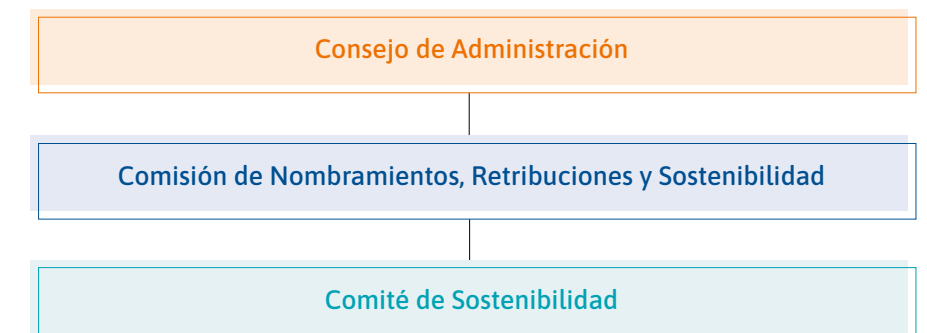 Consejo de Administración
Comisión de Nombramientos, Retribuciones y Sostenibilidad
Comité de Sostenibilidad